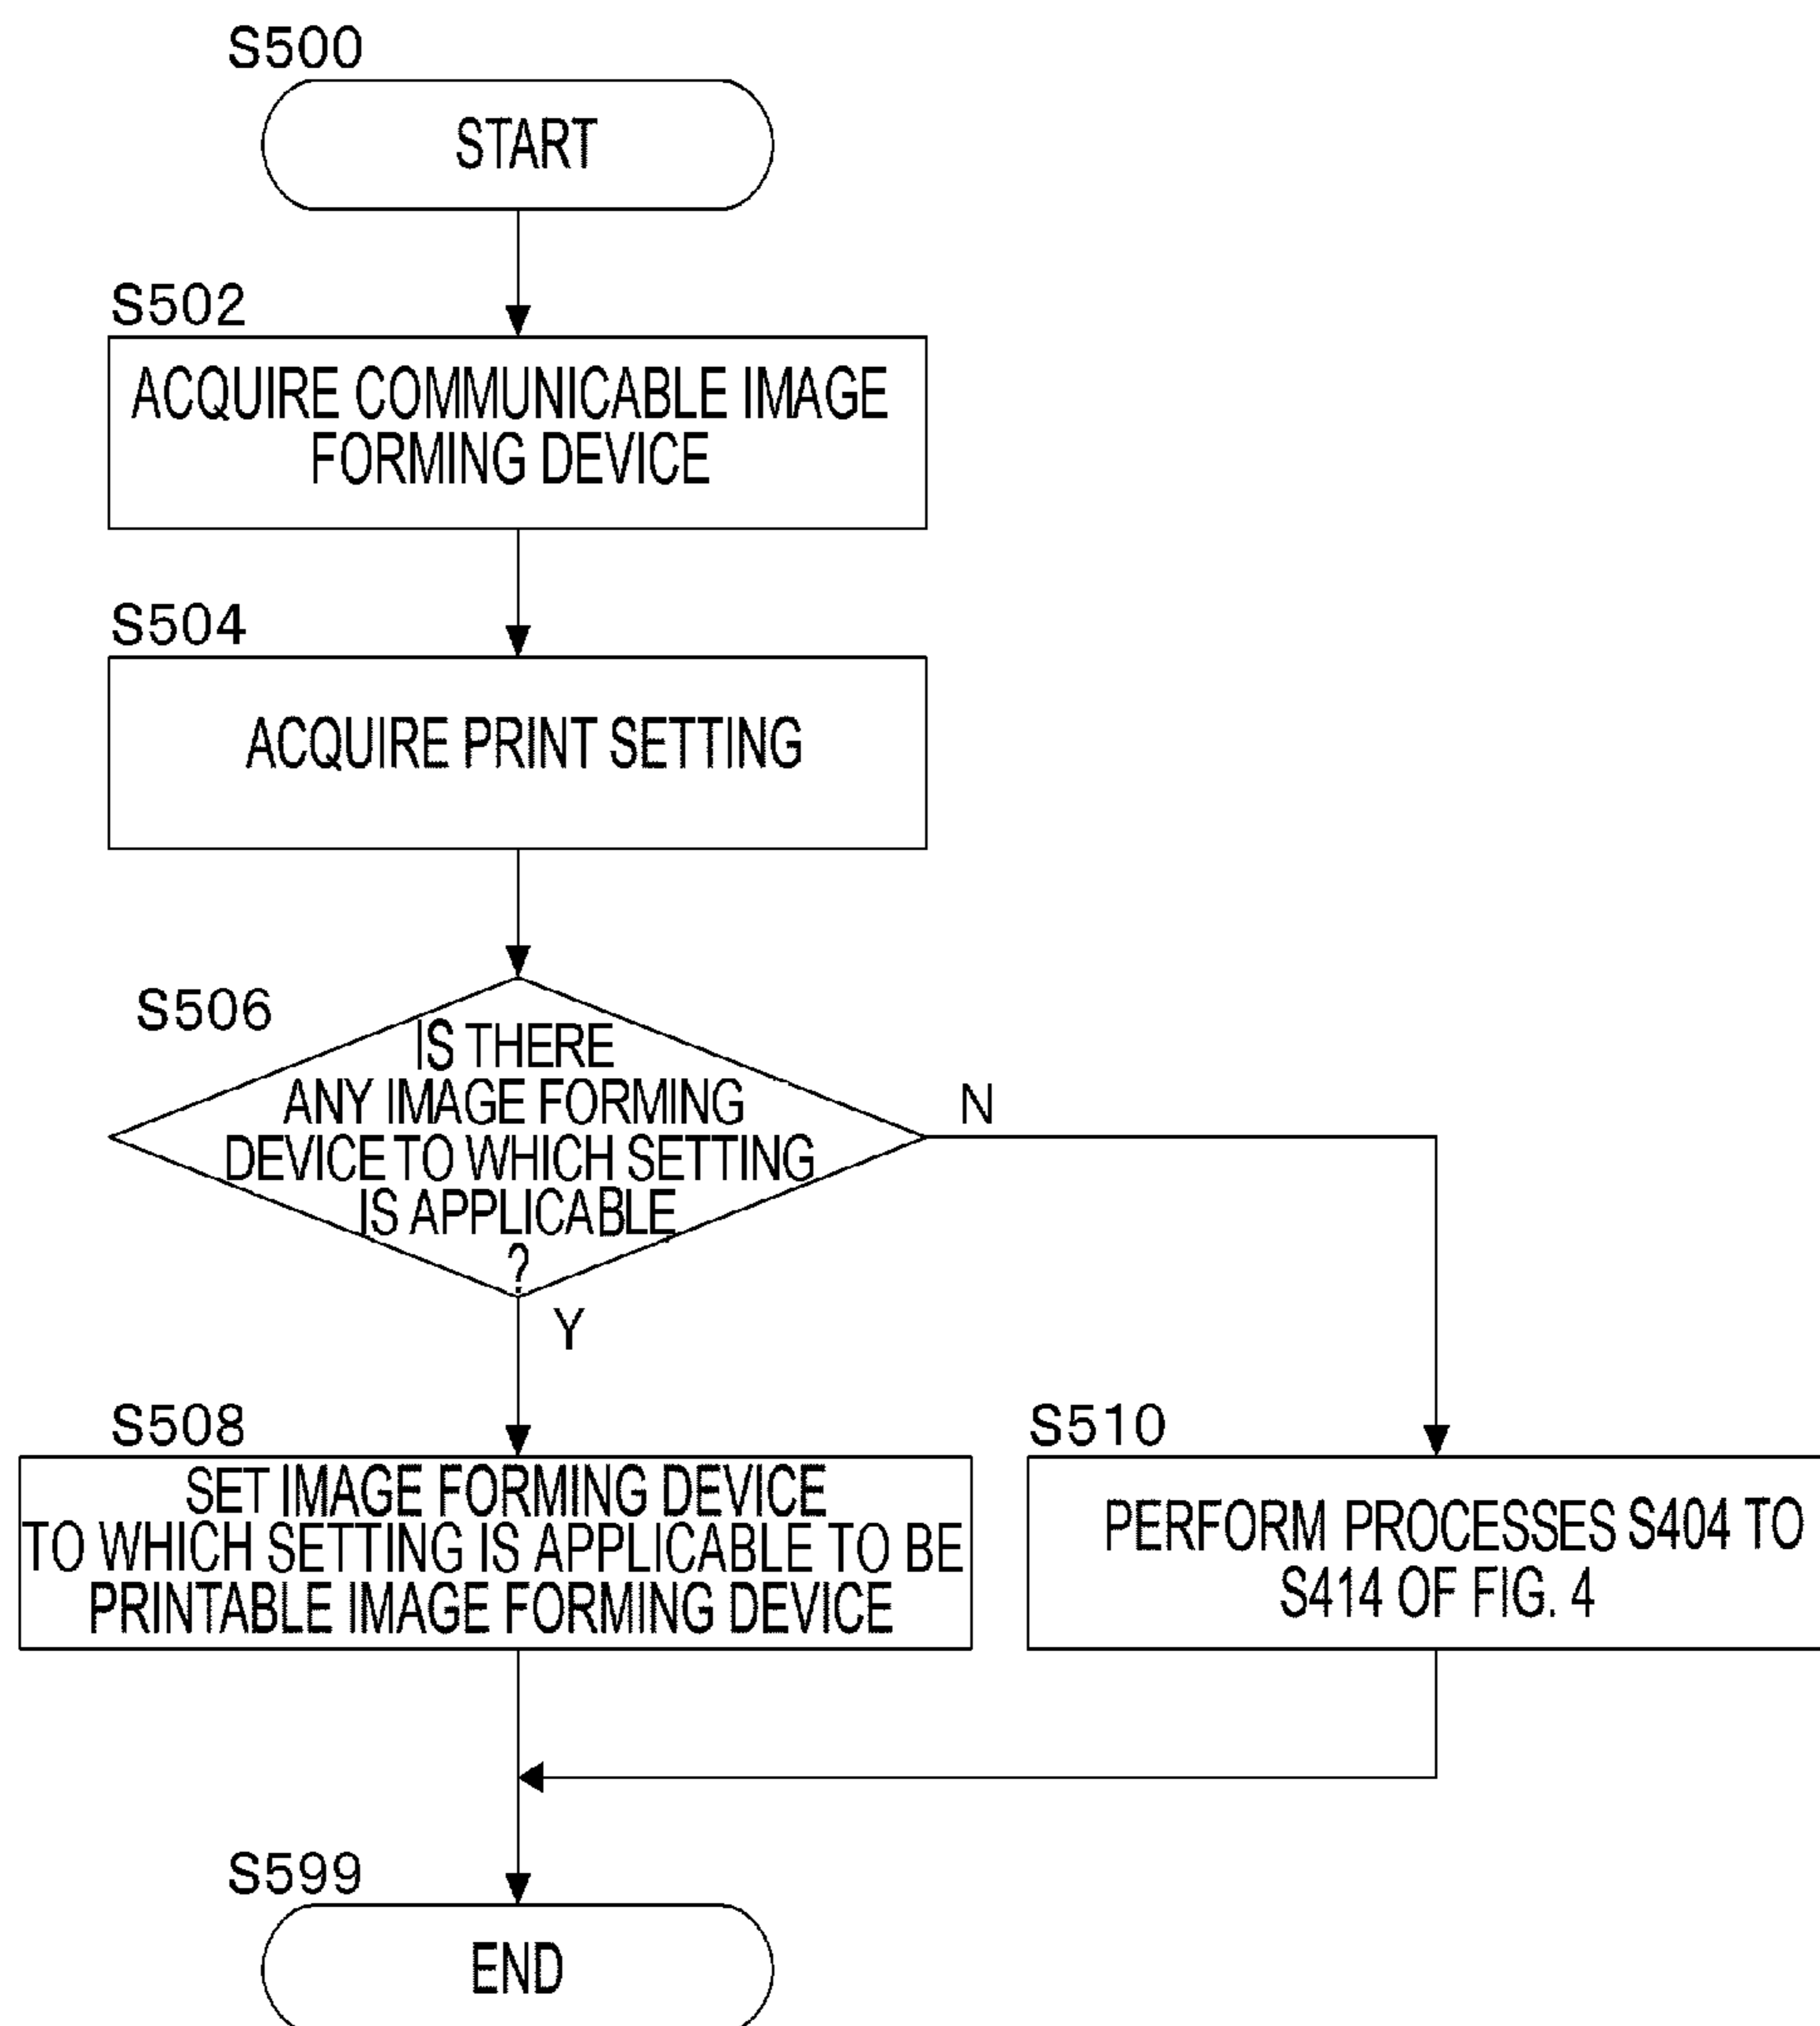 S500
START
S502
ACQUIRE COMMUNICABLE IMAGE
FORMING DEVICE
S504
ACQUIRE PRINT SETTING
S506
IS THERE
ANY IMAGE FORMING
DEVICE TO WHICH SETTING
IS APPLICABLE
?
N
Y
S508
SET IMAGE FORMING DEVICE
TO WHICH SETTING IS APPLICABLE TO BE
PRINTABLE IMAGE FORMING DEVICE
S510
PERFORM PROCESSES S404 TO
S414 OF FIG. 4
S599
END